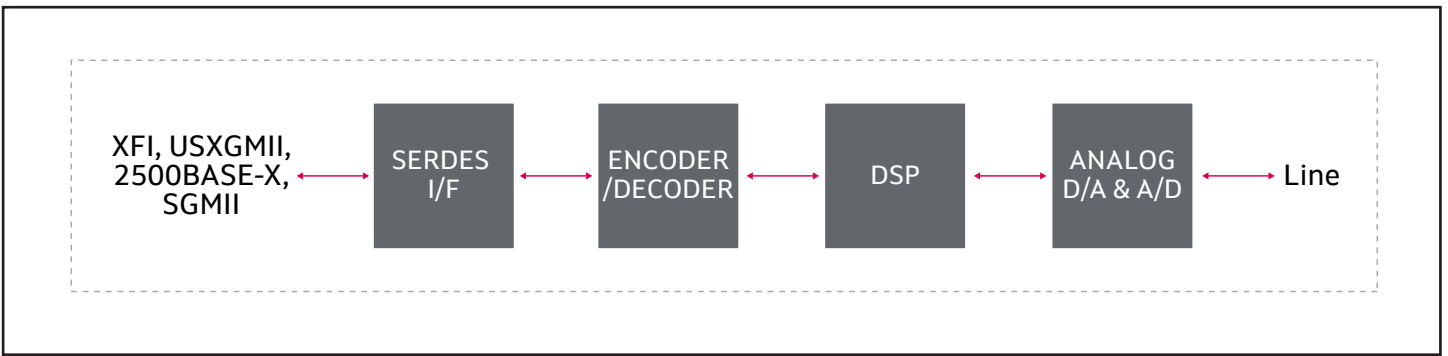 XFI, USXGMII,
2500BASE-X,
SGMII
SERDES
I/F
ENCODER
/DECODER
DSP
ANALOG
D/A & A/D
Line